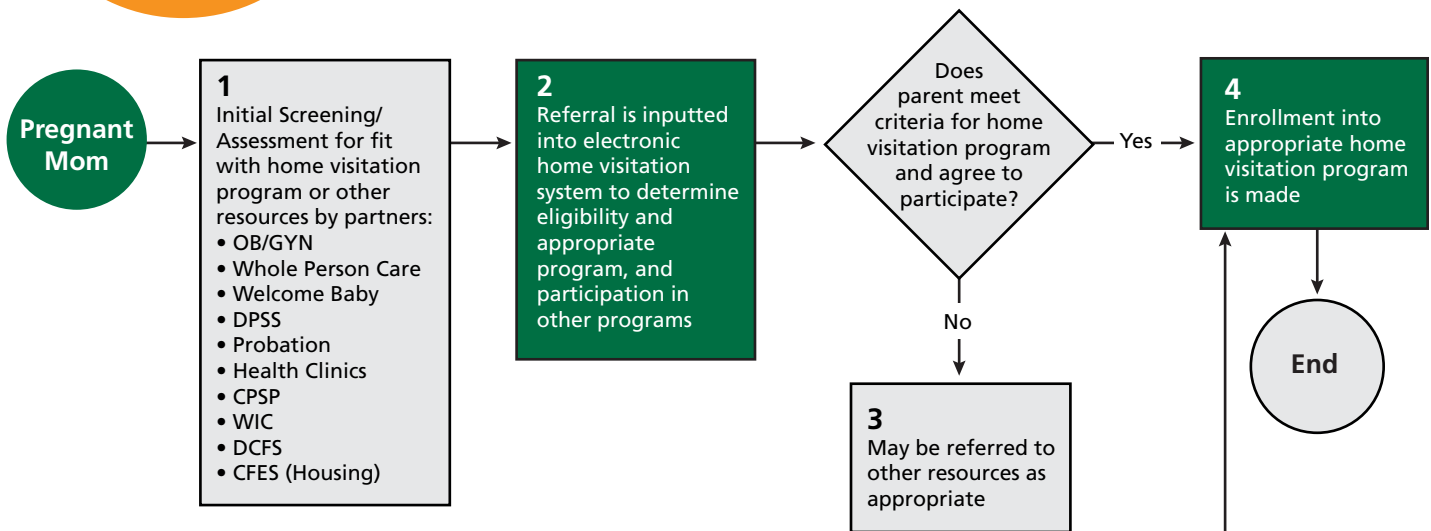 Pregnant
Mom
1
Initial Screening/
Assessment for fit
with home visitation
program or other
resources by partners:
• OB/GYN
• Whole Person Care
• Welcome Baby
• DPSS
• Probation
• Health Clinics
• CPSP
• WIC
• DCFS
• CFES (Housing)
2
Referral is inputted
into electronic
home visitation
system to determine
eligibility and
appropriate
program, and
participation in
other programs
Does
parent meet
criteria for home
visitation program
and agree to
participate?
Yes
No
3
May be referred to
other resources as
appropriate
4
Enrollment into
appropriate home
visitation program
is made
End